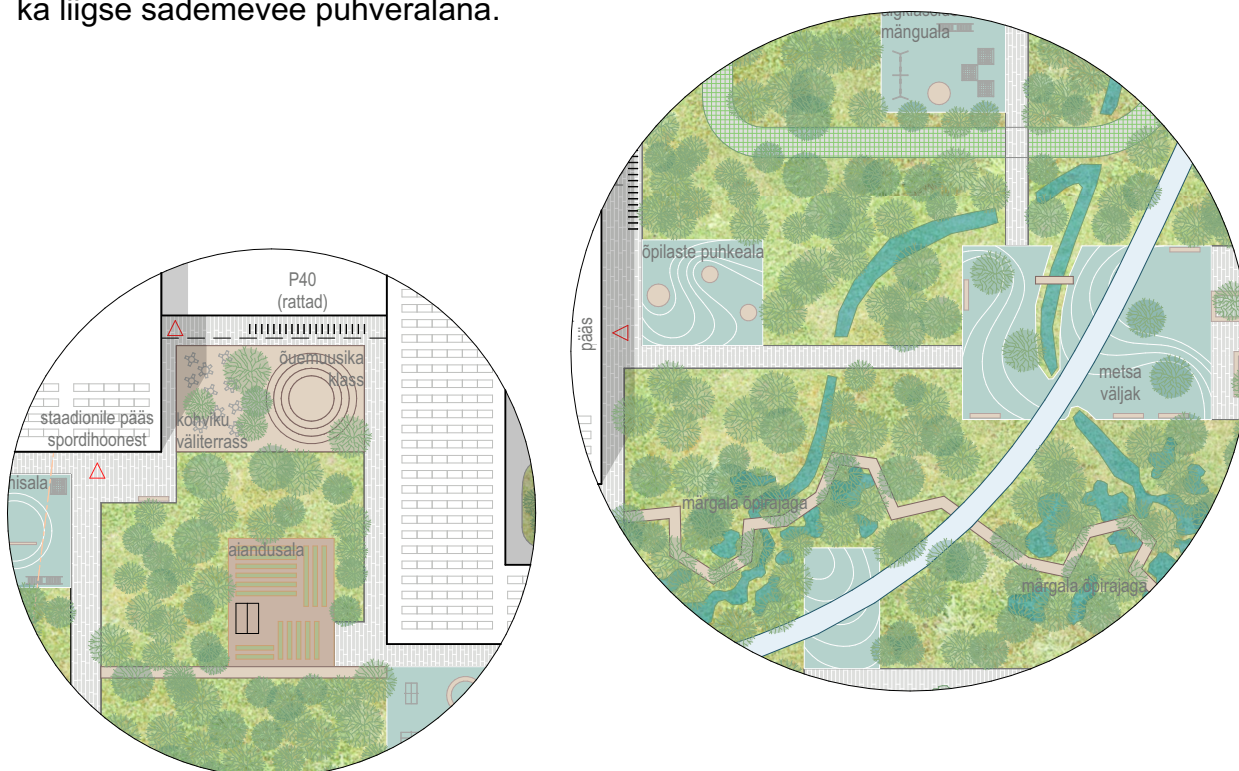 ka liigse sademevee puhveralana.
mänguala
õpilaste puhkeala
pääs
metsa
väljak
märgala õpirajaga
märgala õpirajaga
P40
(rattad)
õuemuusika
klass
kohviku
väliterrass
staadionile pääs
spordihoonest
aiandusala